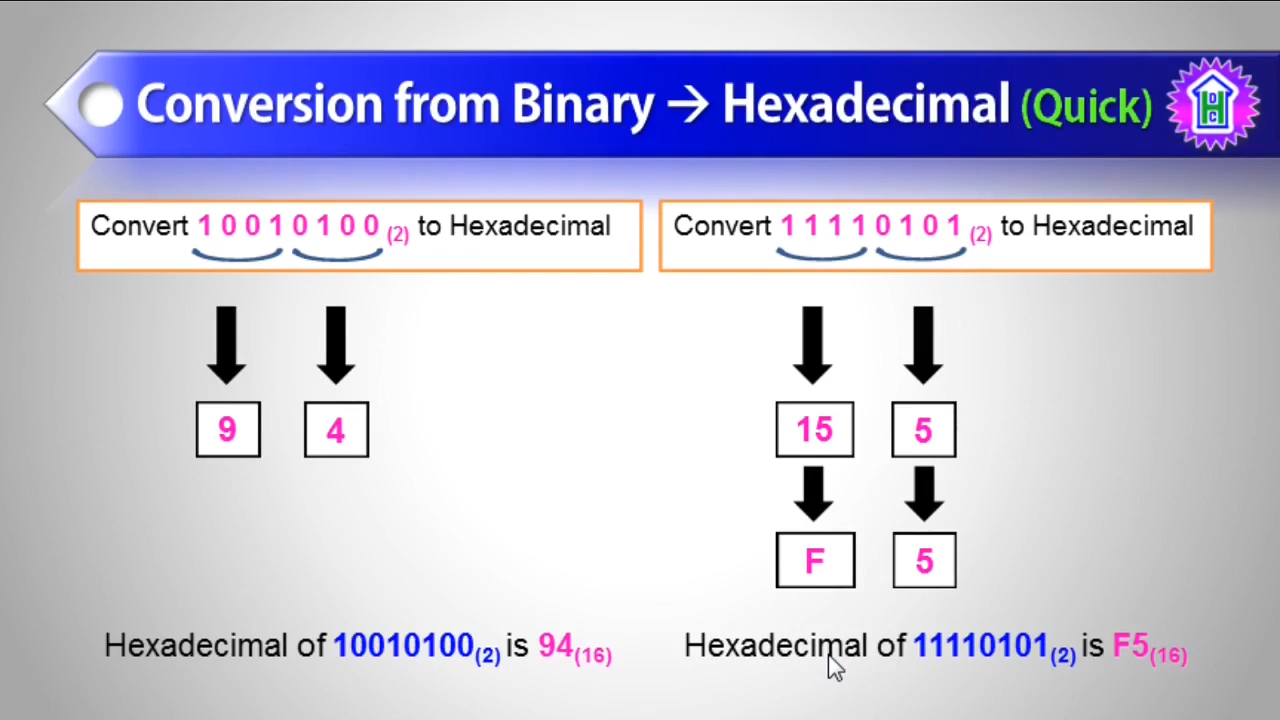 Conversion from Binary → Hexadecimal (Quick)
Convert 1 0 0 1 0 1 0 0 (2) to Hexadecimal
9 4
Hexadecimal of 10010100(2) is 94(16)
Convert 1 1 1 1 0 1 0 1 (2) to Hexadecimal
15 5
F 5
Hexadecimal of 11110101(2) is F5(16)